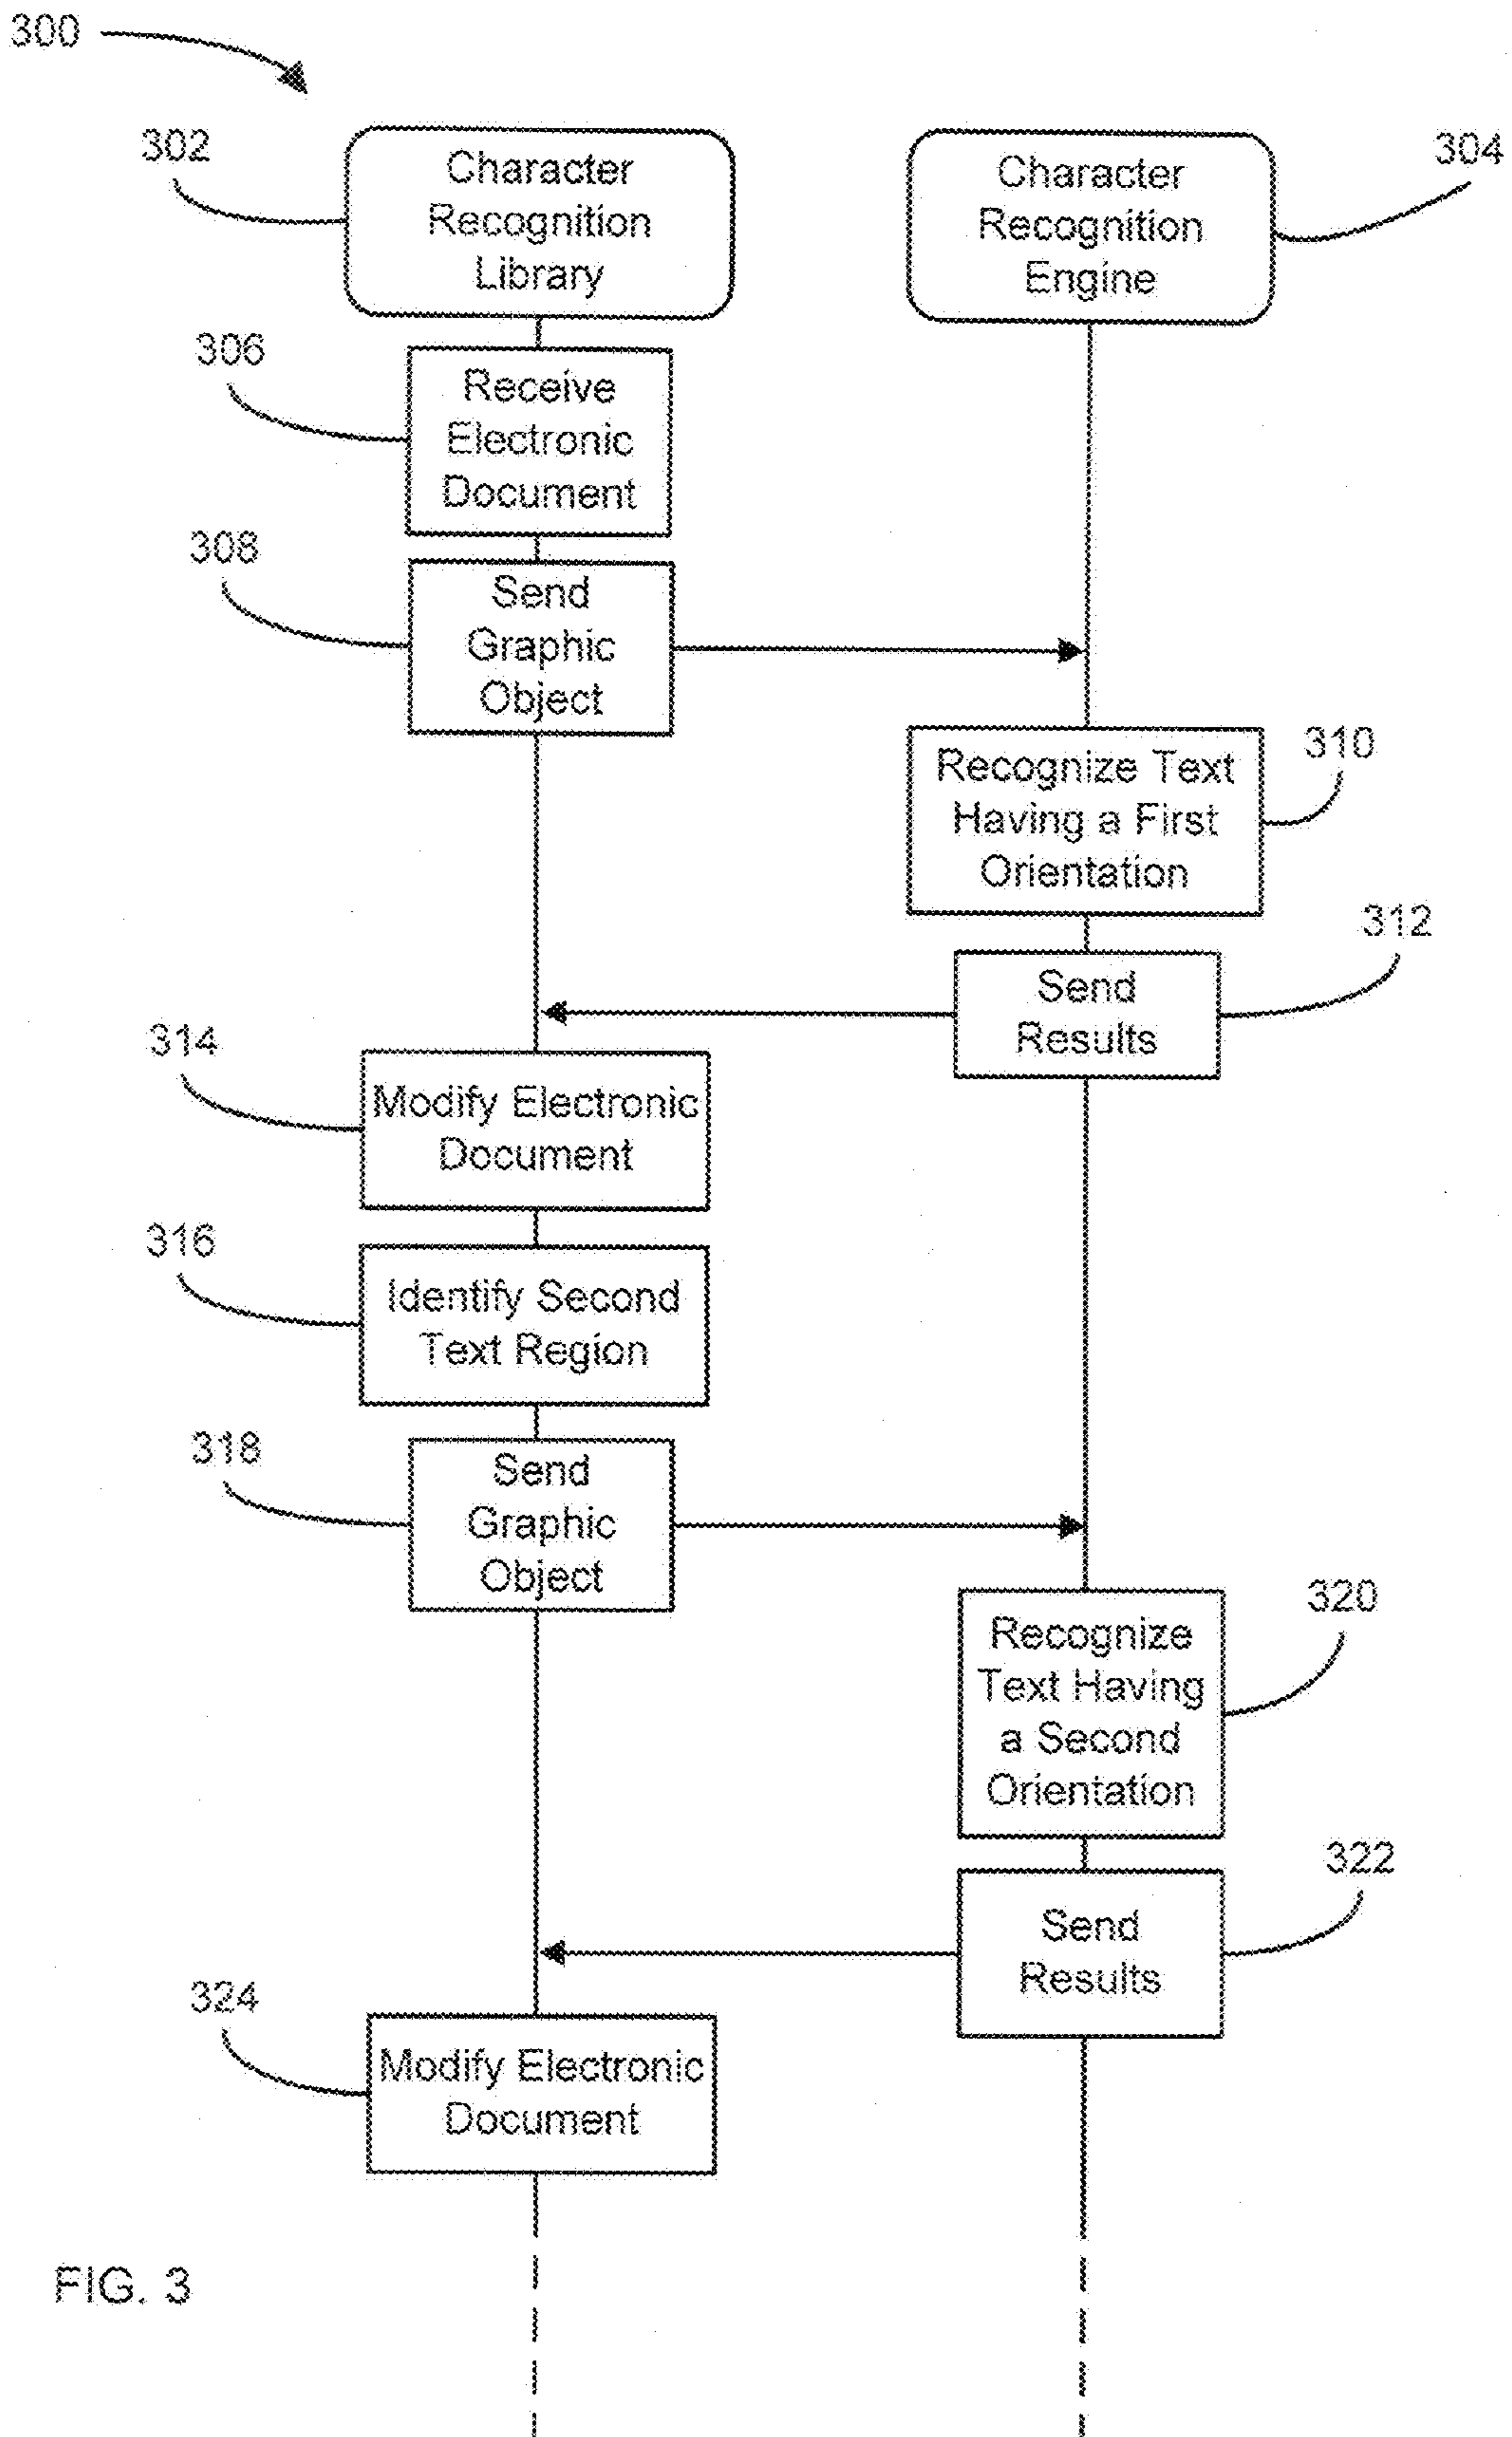 300
302
Character
Recognition
Library
Character
Recognition
Engine
304
306
Receive
Electronic
Document
308
Send
Graphic
Object
Recognize Text
Having a First
Orientation
310
Send
Results
312
314
Modify Electronic
Document
316
Identify Second
Text Region
318
Send
Graphic
Object
Recognize
Text Having
a Second
Orientation
320
Send
Results
322
324
Modify Electronic
Document
FIG. 3